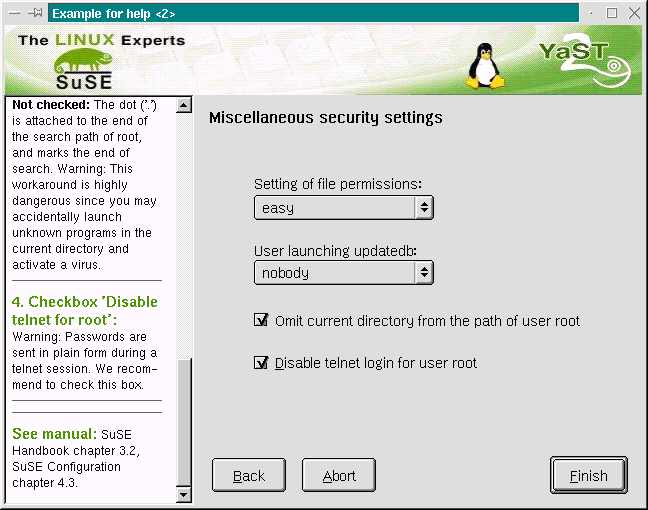 Example for help <2>
The LINUX Experts
SuSE
YaST
2
Not checked: The dot ('.')
is attached to the end of
the search path of root,
and marks the end of
search. Warning: This
workaround is highly
dangerous since you may
accidentally launch
unknown programs in the
current directory and
activate a virus.
4. Checkbox 'Disable
telnet for root':
Warning: Passwords are
sent in plain form during a
telnet session. We recom-
mend to check this box.
See manual: SuSE
Handbook chapter 3.2,
SuSE Configuration
chapter 4.3.
Miscellaneous security settings
Setting of file permissions:
easy
User launching updatedb:
nobody
Omit current directory from the path of user root
Disable telnet login for user root
Back
Abort
Finish